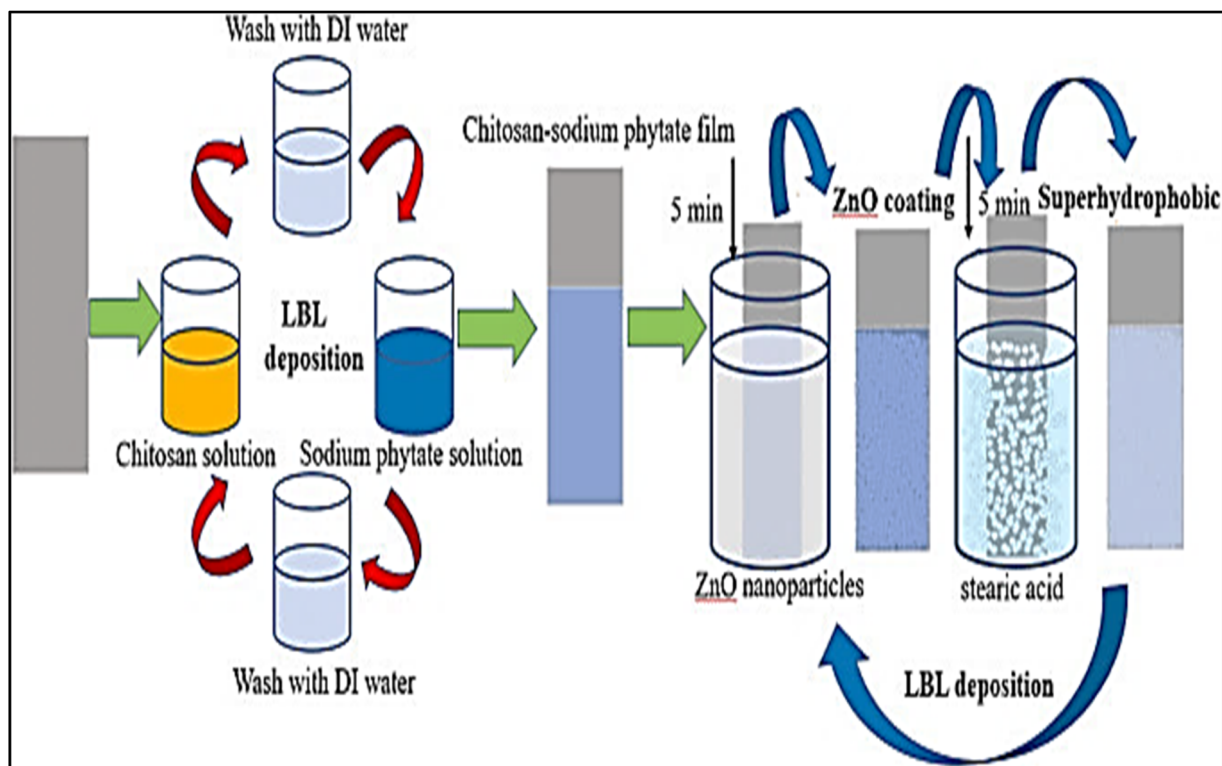 Wash with DI water
LBL
deposition
Chitosan solution
Sodium phytate solution
Wash with DI water
Chitosan-sodium phytate film
5 min
ZnO coating
5 min
Superhydrophobic
ZnO nanoparticles
stearic acid
LBL deposition